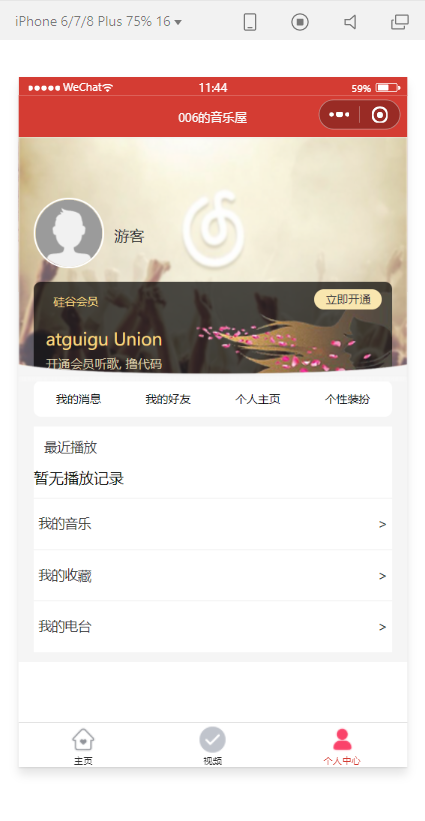 iPhone 6/7/8 Plus 75% 16
WeChat
11:44
59%
006的音乐屋
游客
硅谷会员
立即开通
atguigu Union
开通会员听歌, 撸代码
我的消息
我的好友
个人主页
个性装扮
最近播放
暂无播放记录
我的音乐
>
我的收藏
>
我的电台
>
主页
视频
个人中心